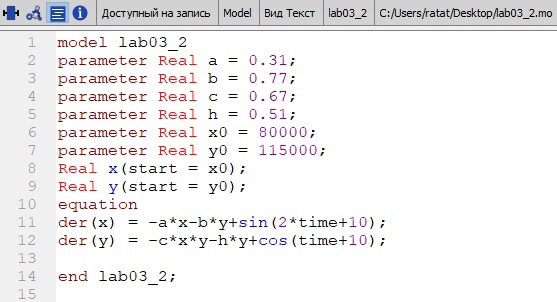 Доступный на запись Model Вид Текст lab03_2 C:/Users/ratat/Desktop/lab03_2.mo
1 model lab03_2
2 parameter Real a = 0.31;
3 parameter Real b = 0.77;
4 parameter Real c = 0.67;
5 parameter Real h = 0.51;
6 parameter Real x0 = 80000;
7 parameter Real y0 = 115000;
8 Real x(start = x0);
9 Real y(start = y0);
10 equation
11 der(x) = -a*x-b*y+sin(2*time+10);
12 der(y) = -c*x*y-h*y+cos(time+10);
13
14 end lab03_2;
15